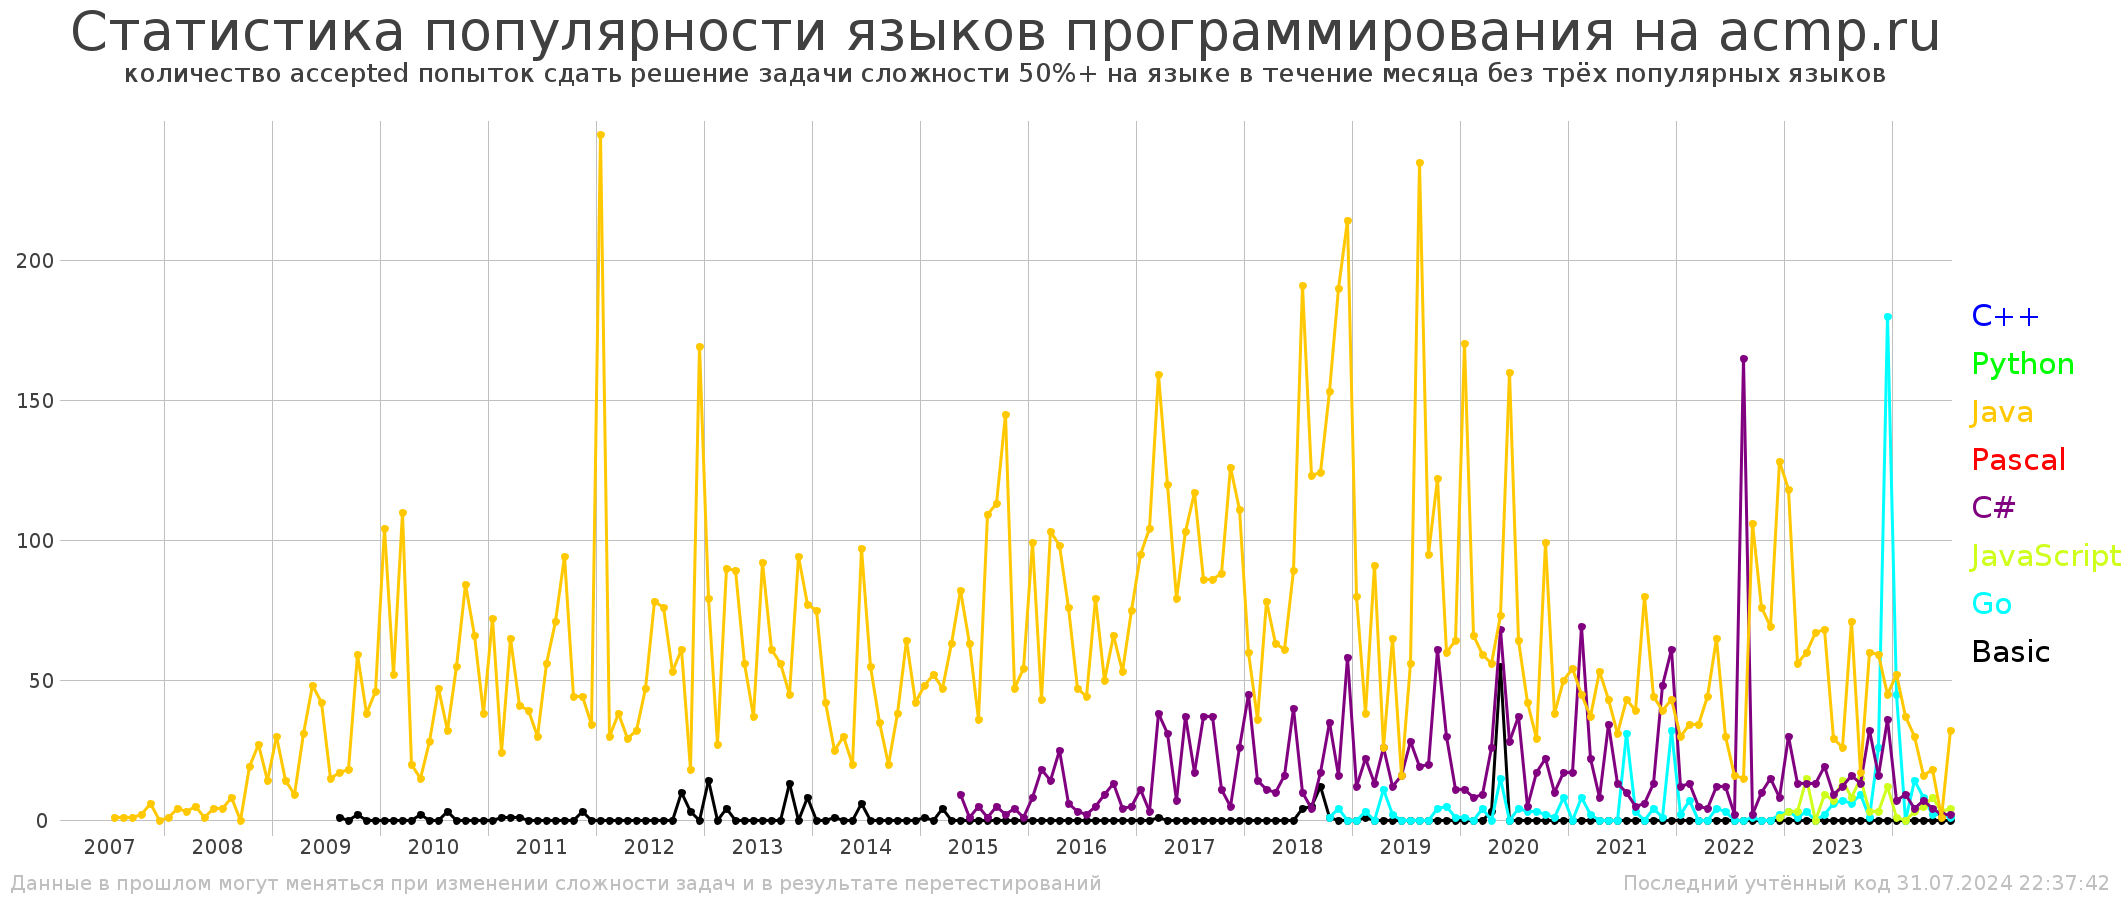 Статистика популярности языков программирования на acmp.ru
количество accepted попыток сдать решение задачи сложности 50%+ на языке в течение месяца без трёх популярных языков
200
150
100
50
0
C++
Python
Java
Pascal
C#
JavaScript
Go
Basic
2007 2008 2009 2010 2011 2012 2013 2014 2015 2016 2017 2018 2019 2020 2021 2022 2023
Данные в прошлом могут меняться при изменении сложности задач и в результате перетестирований
Последний учтённый код 31.07.2024 22:37:42